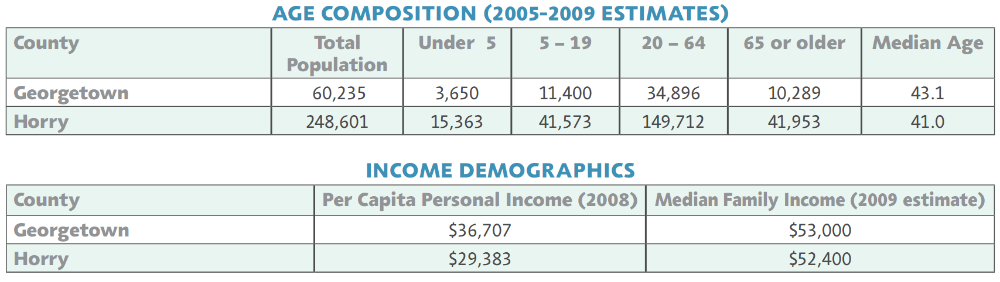 AGE COMPOSITION (2005-2009 ESTIMATES)
County Total Population Under 5 5 – 19 20 – 64 65 or older Median Age
Georgetown 60,235 3,650 11,400 34,896 10,289 43.1
Horry 248,601 15,363 41,573 149,712 41,953 41.0
INCOME DEMOGRAPHICS
County Per Capita Personal Income (2008) Median Family Income (2009 estimate)
Georgetown $36,707 $53,000
Horry $29,383 $52,400